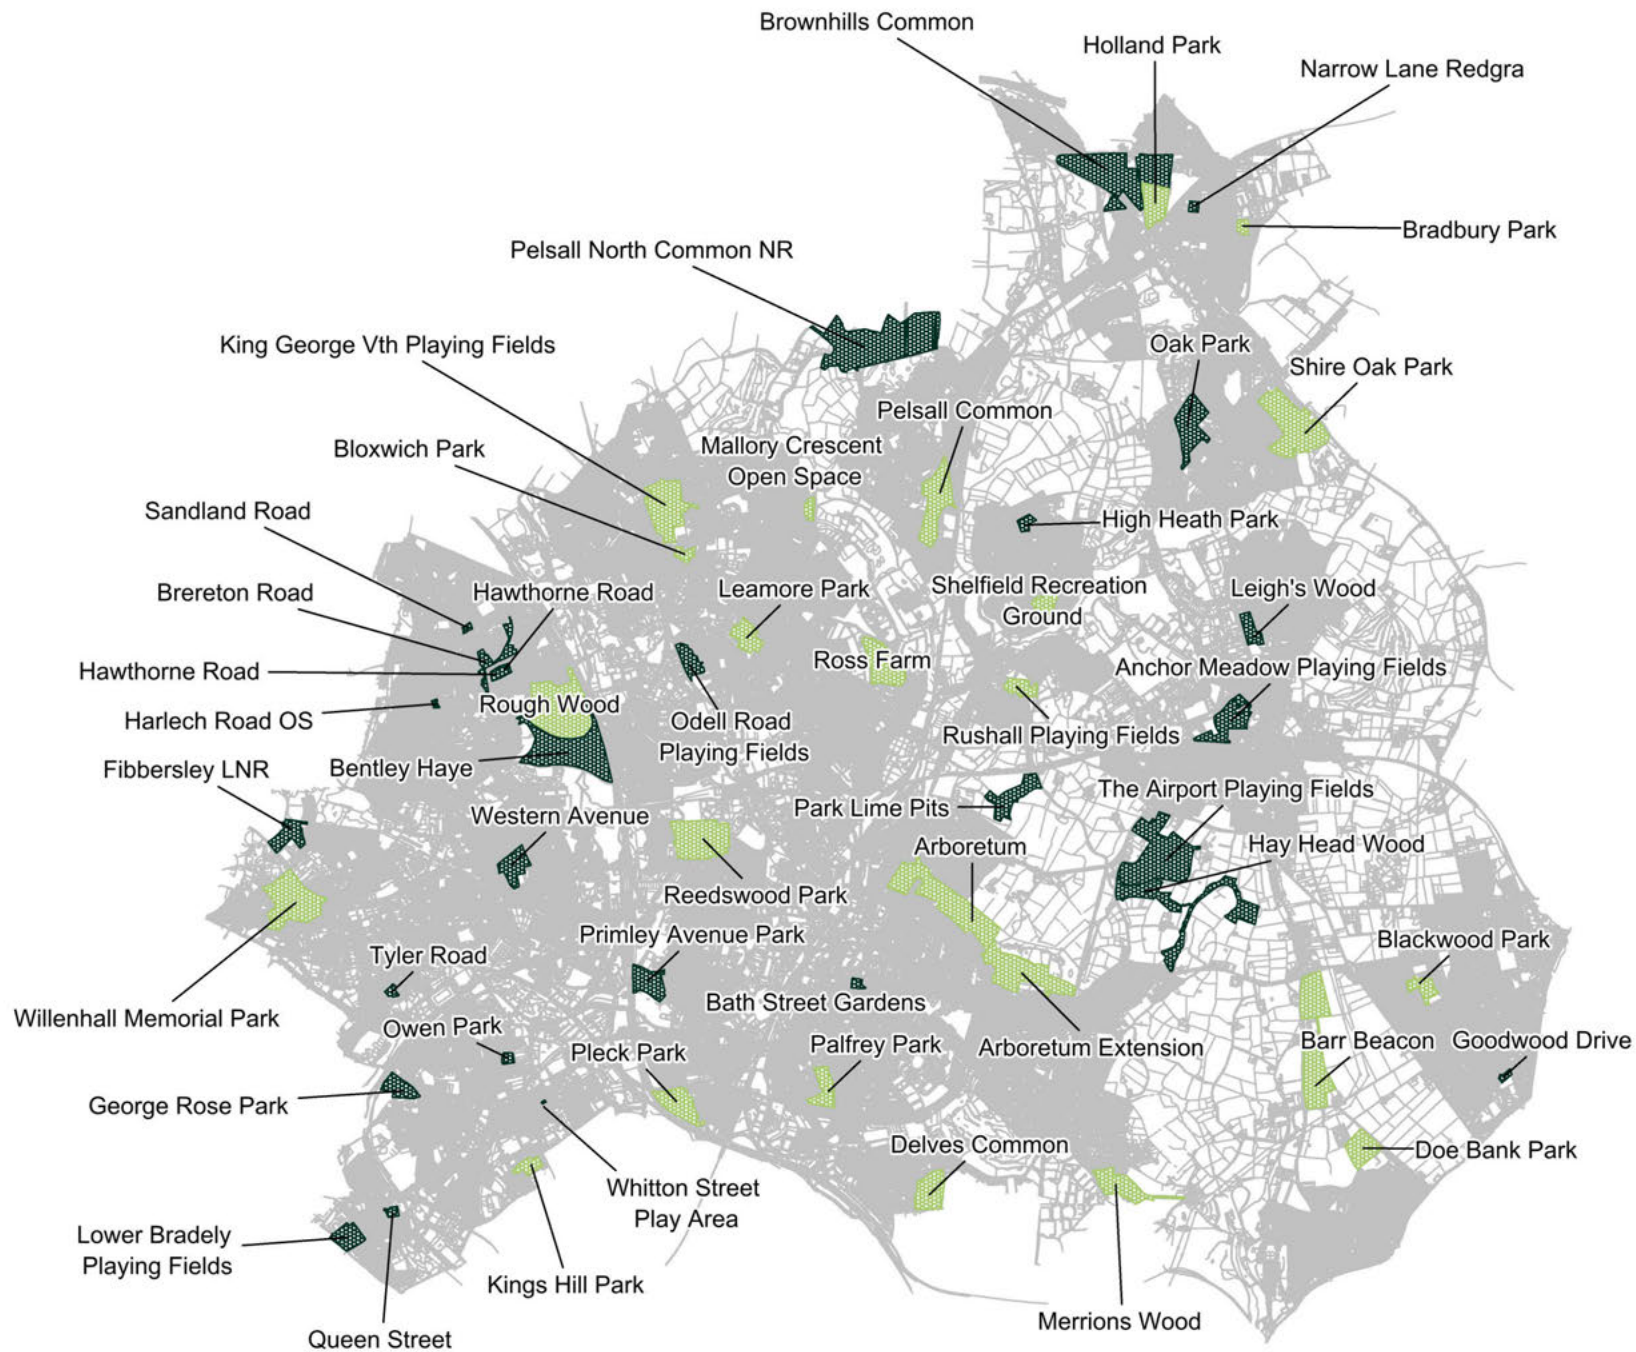 Brownhills Common
Holland Park
Narrow Lane Redgra
Bradbury Park
Pelsall North Common NR
King George Vth Playing Fields
Oak Park
Shire Oak Park
Pelsall Common
Mallory Crescent
Open Space
Bloxwich Park
Sandland Road
High Heath Park
Brereton Road
Hawthorne Road
Leamore Park
Shelfield Recreation
Ground
Leigh's Wood
Hawthorne Road
Ross Farm
Anchor Meadow Playing Fields
Rough Wood
Harlech Road OS
Odell Road
Playing Fields
Rushall Playing Fields
Fibbersley LNR
Bentley Haye
The Airport Playing Fields
Park Lime Pits
Western Avenue
Arboretum
Hay Head Wood
Reedswood Park
Primley Avenue Park
Blackwood Park
Tyler Road
Bath Street Gardens
Willenhall Memorial Park
Owen Park
Pleck Park
Palfrey Park
Arboretum Extension
Barr Beacon
Goodwood Drive
George Rose Park
Delves Common
Doe Bank Park
Whitton Street
Play Area
Lower Bradely
Playing Fields
Kings Hill Park
Merrions Wood
Queen Street